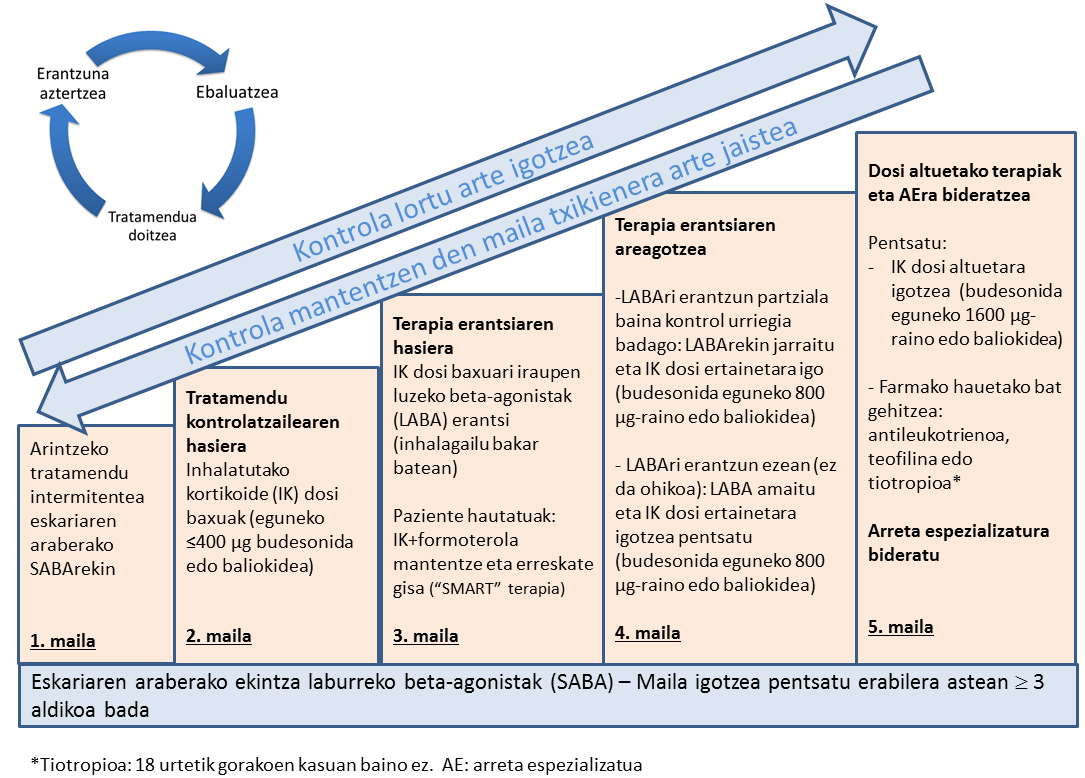 Erantzuna
aztertzea
Ebaluatzea
Tratamendua
doitzea
Kontrola lortu arte igotzea
Kontrola mantentzen den maila txikienera arte jaistea
Arintzeko
tratamendu
intermitentea
eskariaren
araberako
SABArekin
1. maila
Tratamendu
kontrolatzailearen
hasiera
Inhalatutako
kortikoide (IK) dosi
baxuak (eguneko
≤400 µg budesonida
edo baliokidea)
2. maila
Terapia erantsiaren
hasiera
IK dosi baxuari iraupen
luzeko beta-agonistak
(LABA) erantsi
(inhalagailu bakar
batean)
Paziente hautatuak:
IK+formoterola
mantentze eta erreskate
gisa (“SMART” terapia)
3. maila
Terapia erantsiaren
areagotzea
-LABAri erantzun partziala
baina kontrol urriegia
badago: LABArekin jarraitu
eta IK dosi ertainetara igo
(budesonida eguneko 800
µg-raino edo baliokidea)
- LABAri erantzun ezean (ez
da ohikoa): LABA amaitu
eta IK dosi ertainetara
igotzea pentsatu
(budesonida eguneko 800
µg-raino edo baliokidea)
4. maila
Dosi altuetako terapiak
eta AEra bideratzea
Pentsatu:
- IK dosi altuetara
igotzea (budesonida
eguneko 1600 µg-
raino edo baliokidea)
- Farmako hauetako bat
gehitzea:
antileukotrienoa,
teofilina edo
tiotropioa*
Arreta espezializatura
bideratu
5. maila
Eskariaren araberako ekintza laburreko beta-agonistak (SABA) – Maila igotzea pentsatu erabilera astean ≥ 3
aldikoa bada
*Tiotropioa: 18 urtetik gorakoen kasuan baino ez. AE: arreta espezializatua